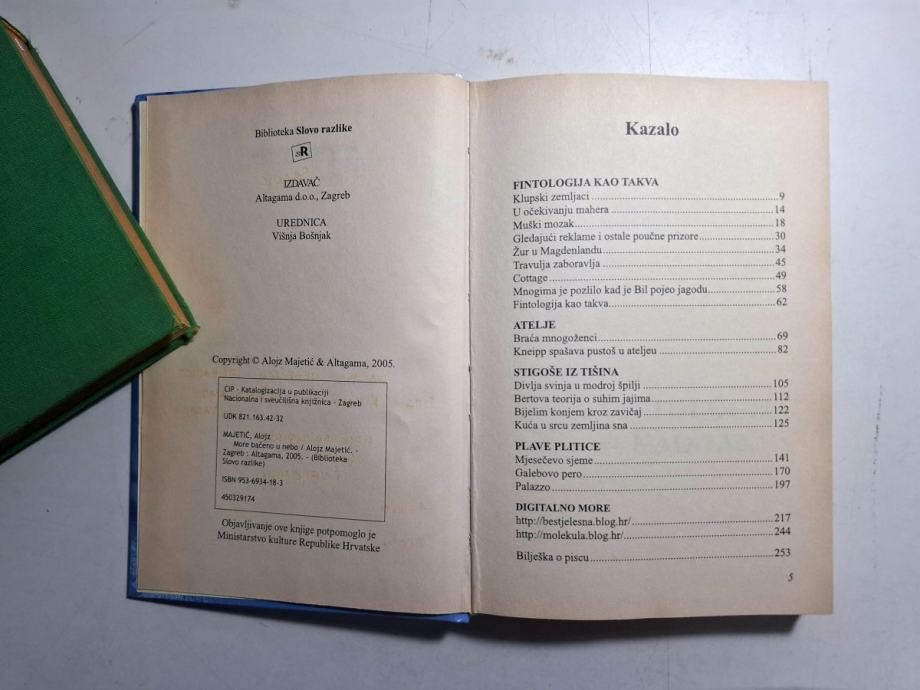 Biblioteka Slovo razlike
sR
IZDAVAČ
Altagama d.o.o., Zagreb
UREDNICA
Višnja Bošnjak
Copyright © Alojz Majetić & Altagama, 2005.
CIP - Katalogizacija u publikaciji
Nacionalna i sveučilišna knjižnica - Zagreb
UDK 821.163.42-32
MAJETIĆ, Alojz
More bačeno u nebo / Alojz Majetić. -
Zagreb : Altagama, 2005. - (Biblioteka
Slovo razlike)
ISBN 953-6934-18-3
450329174
Objavljivanje ove knjige potpomoglo je
Ministarstvo kulture Republike Hrvatske
Kazalo
FINTOLOGIJA KAO TAKVA
Klupski zemljaci ... 9
U očekivanju mahera ... 14
Muški mozak ... 18
Gledajući reklame i ostale poučne prizore ... 30
Žur u Magdenlandu ... 34
Travulja zaboravlja ... 45
Cottage ... 49
Mnogima je pozlilo kad je Bil pojeo jagodu ... 58
Fintologija kao takva ... 62
ATELJE
Braća mnogoženci ... 69
Kneipp spašava pustoš u ateljeu ... 82
STIGOŠE IZ TIŠINA
Divlja svinja u modroj špilji ... 105
Bertova teorija o suhim jajima ... 112
Bijelim konjem kroz zavičaj ... 122
Kuća u srcu zemljina sna ... 125
PLAVE PLITICE
Mjesečevo sjeme ... 141
Galebovo pero ... 170
Palazzo ... 197
DIGITALNO MORE
http://bestjelesna.blog.hr/ ... 217
http://molekula.blog.hr/ ... 244
Bilješka o piscu ... 253
5